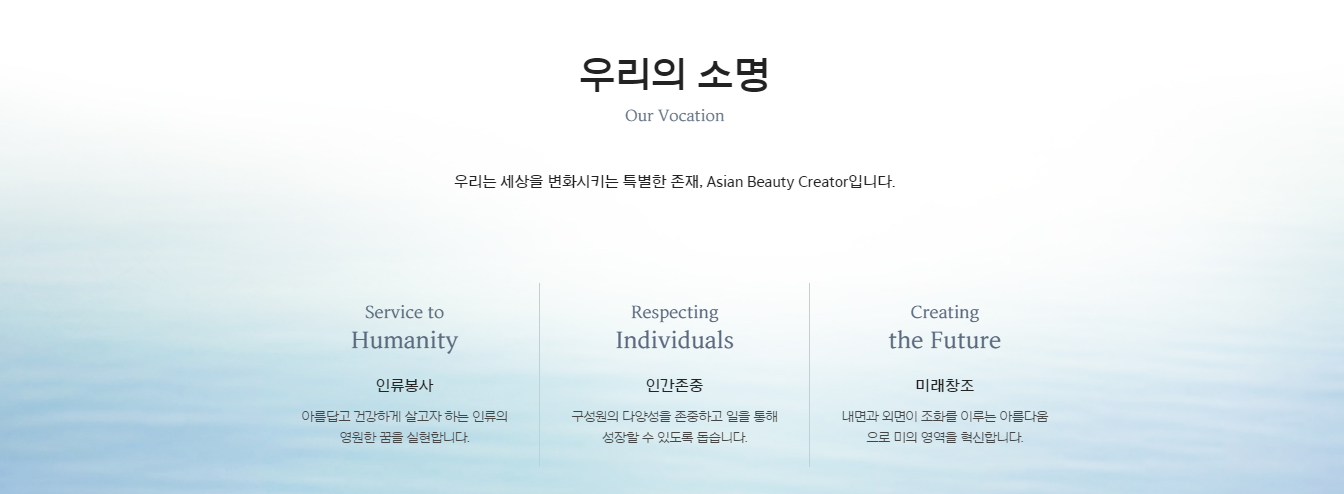 우리의 소명
Our Vocation
우리는 세상을 변화시키는 특별한 존재, Asian Beauty Creator입니다.
Service to
Humanity
인류봉사
아름답고 건강하게 살고자 하는 인류의
영원한 꿈을 실현합니다.
Respecting
Individuals
인간존중
구성원의 다양성을 존중하고 일을 통해
성장할 수 있도록 돕습니다.
Creating
the Future
미래창조
내면과 외면이 조화를 이루는 아름다움
으로 미의 영역을 혁신합니다.